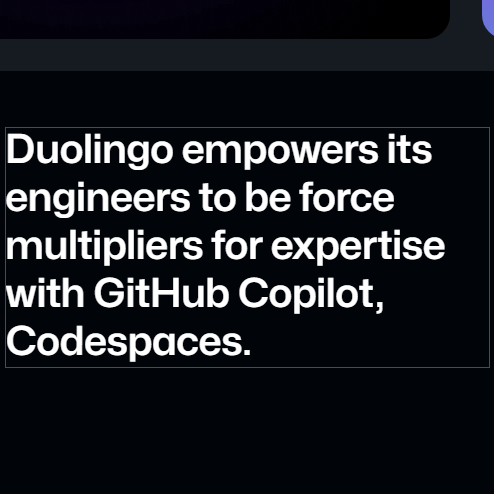 Duolingo empowers its
engineers to be force
multipliers for expertise
with GitHub Copilot,
Codespaces.